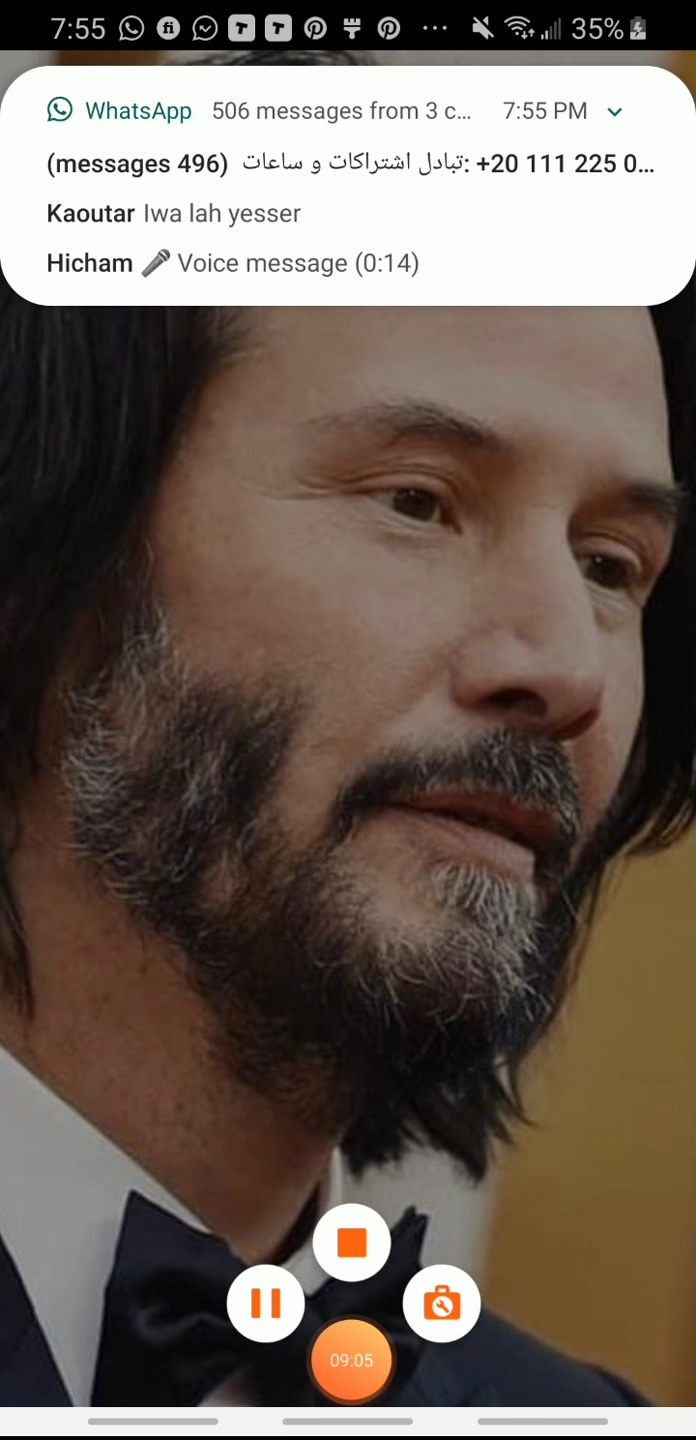 7:55 ... 35%
WhatsApp 506 messages from 3 c... 7:55 PM
(messages 496) تبادل اشتراكات و ساعات: +20 111 225 0...
Kaoutar Iwa lah yesser
Hicham 🎤 Voice message (0:14)
09:05